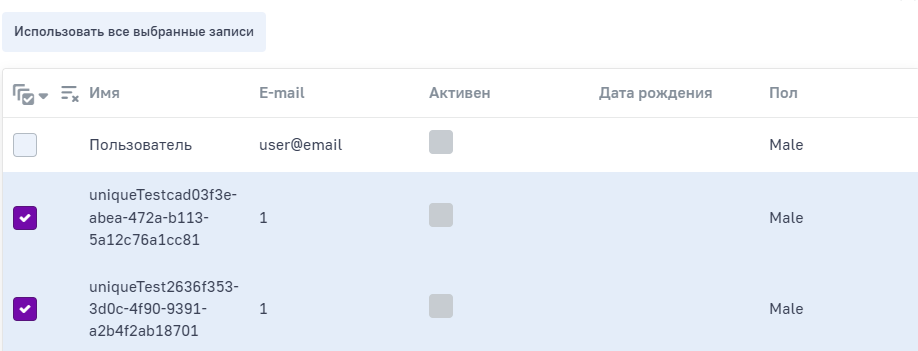 Использовать все выбранные записи
Имя E-mail Активен Дата рождения Пол
Пользователь user@email Male
uniqueTestcad03f3e-
abea-472a-b113-
5a12c76a1cc81
1 Male
uniqueTest2636f353-
3d0c-4f90-9391-
a2b4f2ab18701
1 Male